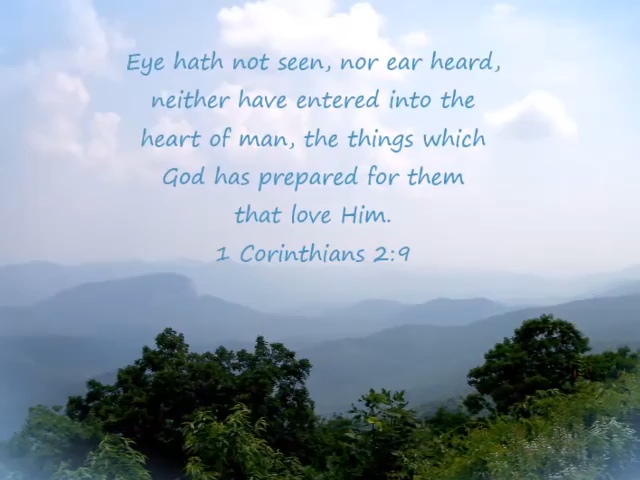 Eye hath not seen, nor ear heard,
neither have entered into the
heart of man, the things which
God has prepared for them
that love Him.
1 Corinthians 2:9